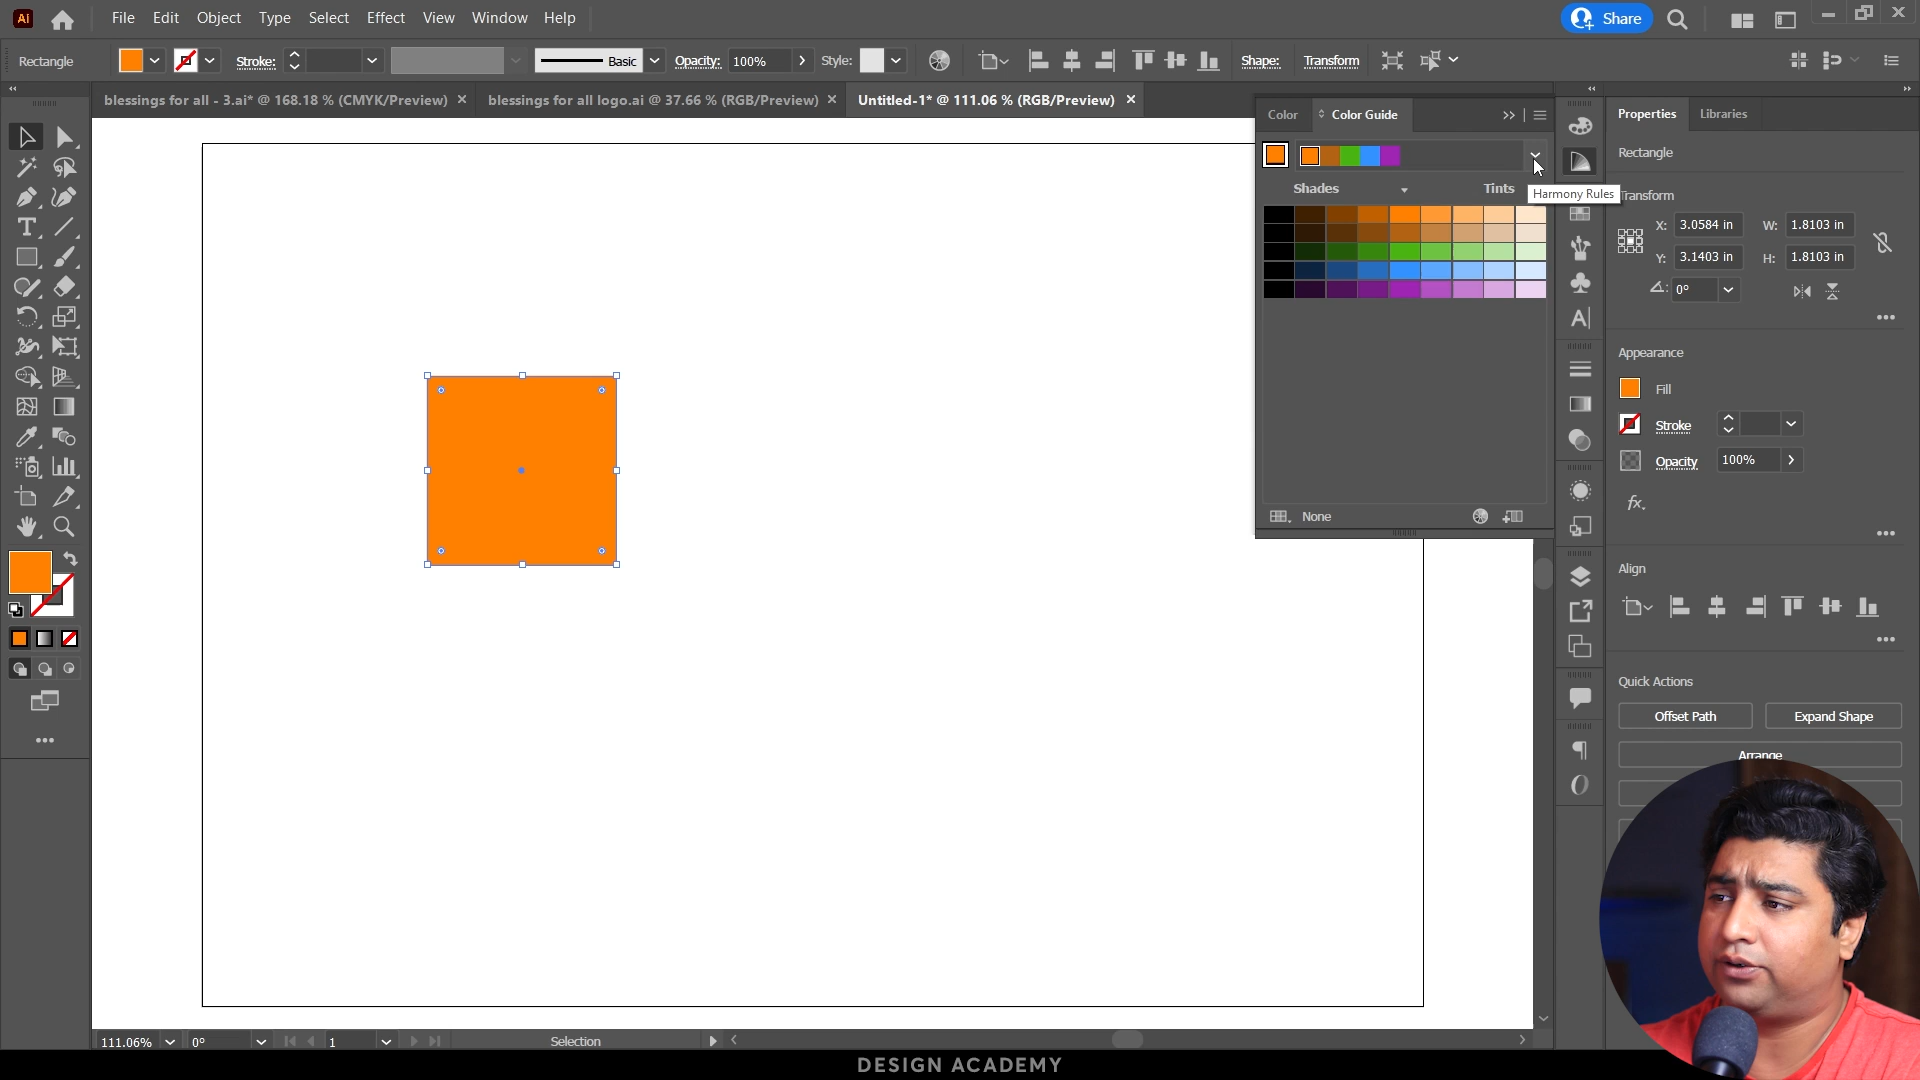 Ai File Edit Object Type Select Effect View Window Help Share
Rectangle Stroke: Basic Opacity: 100% Style: Shape: Transform
blessings for all - 3.ai* @ 168.18 % (CMYK/Preview) blessings for all logo.ai @ 37.66 % (RGB/Preview) Untitled-1* @ 111.06 % (RGB/Preview)
Color Color Guide
Shades Tints
Harmony Rules
None
Properties Libraries
Rectangle
Transform
X: 3.0584 in W: 1.8103 in
Y: 3.1403 in H: 1.8103 in
0°
Appearance
Fill
Stroke
Opacity 100%
fx.
Align
Quick Actions
Offset Path Expand Shape
Arrange
111.06% 0° 1 Selection
DESIGN ACADEMY